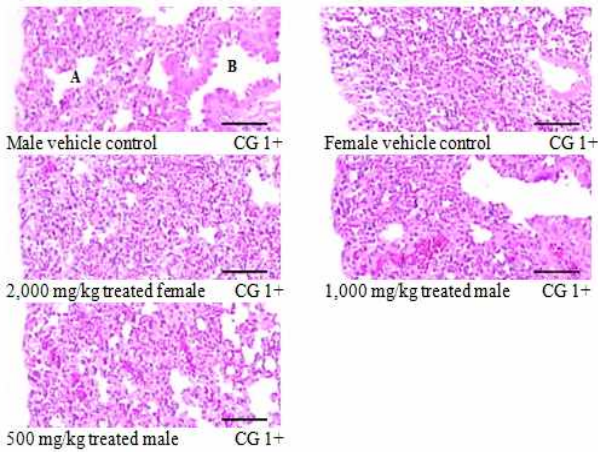 A B
Male vehicle control CG 1+ Female vehicle control CG 1+
2,000 mg/kg treated female CG 1+ 1,000 mg/kg treated male CG 1+
500 mg/kg treated male CG 1+